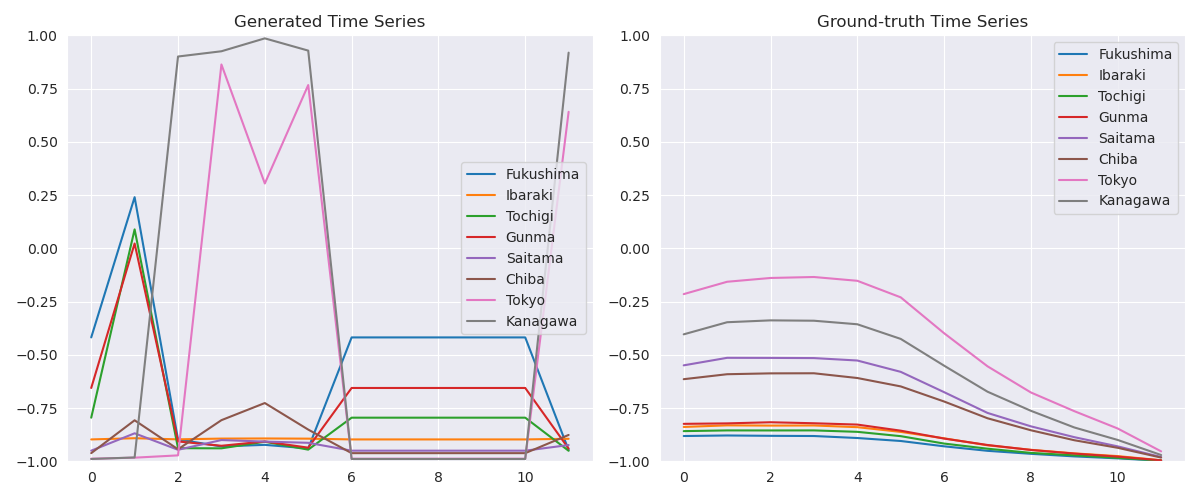 Generated Time Series
1.00
0.75
0.50
0.25
0.00
−0.25
−0.50
−0.75
−1.00
0 2 4 6 8 10
Fukushima
Ibaraki
Tochigi
Gunma
Saitama
Chiba
Tokyo
Kanagawa
Ground-truth Time Series
1.00
0.75
0.50
0.25
0.00
−0.25
−0.50
−0.75
−1.00
0 2 4 6 8 10
Fukushima
Ibaraki
Tochigi
Gunma
Saitama
Chiba
Tokyo
Kanagawa